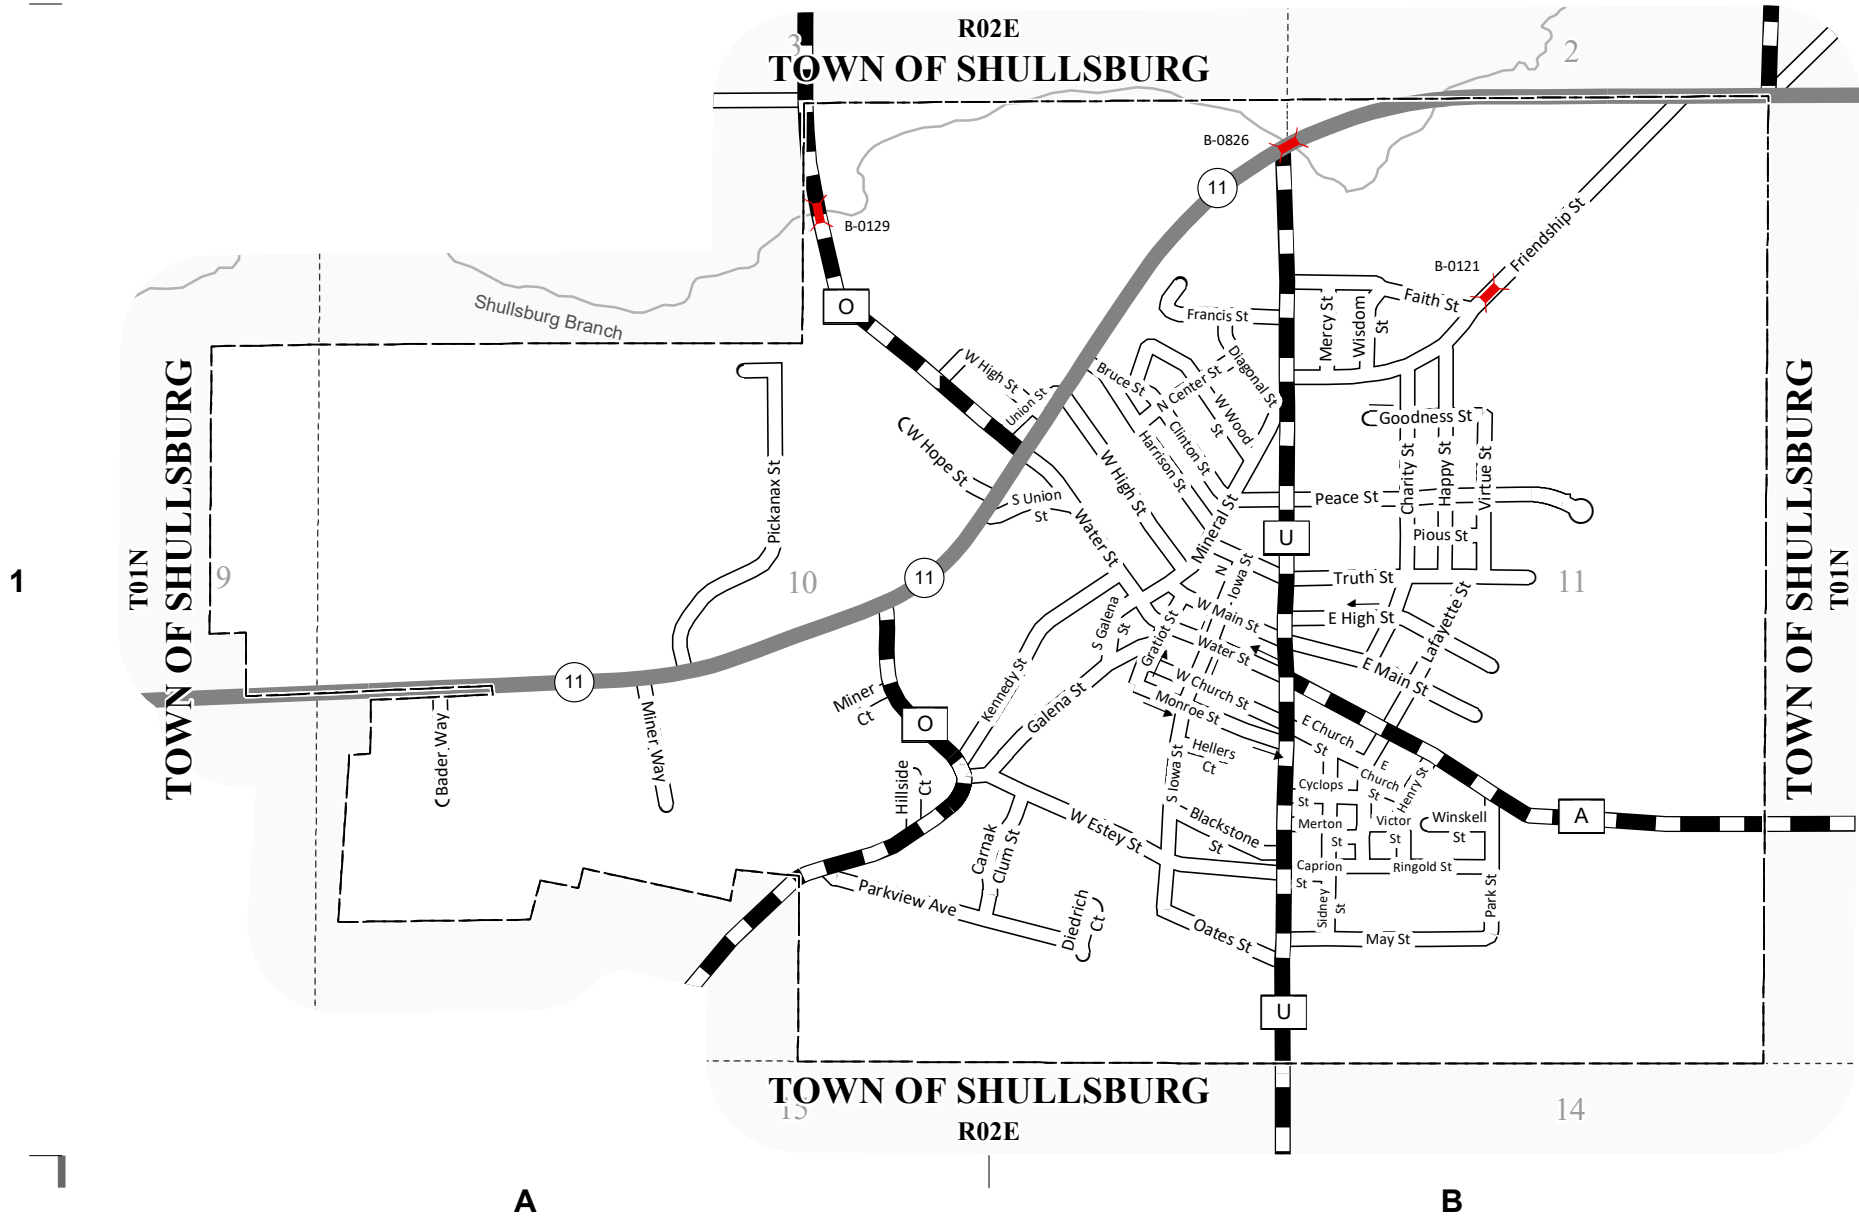 R02E
3
2
TOWN OF SHULLSBURG
B-0826
11
B-0129
Friendship St
B-0121
O
Shullsburg Branch
Francis St
Faith St
Mercy St
Wisdom
St
Diagonal St
W High St
Union St
Bruce St
N Center St
W Wood
St
Goodness St
W Hope St
Clinton St
Harrison St
W High St
Charity St
Happy St
Virtue St
Pickanax St
S Union
St
Peace St
Water St
Mineral St
U
Pious St
TOWN OF SHULLSBURG
T01N
1
9
10
11
N
Iowa St
Truth St
11
T01N
TOWN OF SHULLSBURG
W Main St
E High St
Lafayette St
S Galena
St
Gratiot St
Water St
E Main St
11
Kennedy St
Miner
Ct
O
Galena St
W Church St
Monroe St
E Church
St
Bader Way
Miner Way
Hellers
Ct
E
Church
St
Henry St
Hillside
Ct
S Iowa St
Cyclops
St
A
W Estey St
Blackstone
St
Merton
St
Victor
St
Winskell
St
Carnak
Clum St
Caprion
St
Ringold St
Parkview Ave
Diedrich
Ct
Sidney
St
Park St
Oates St
May St
U
TOWN OF SHULLSBURG
15
14
R02E
A
B